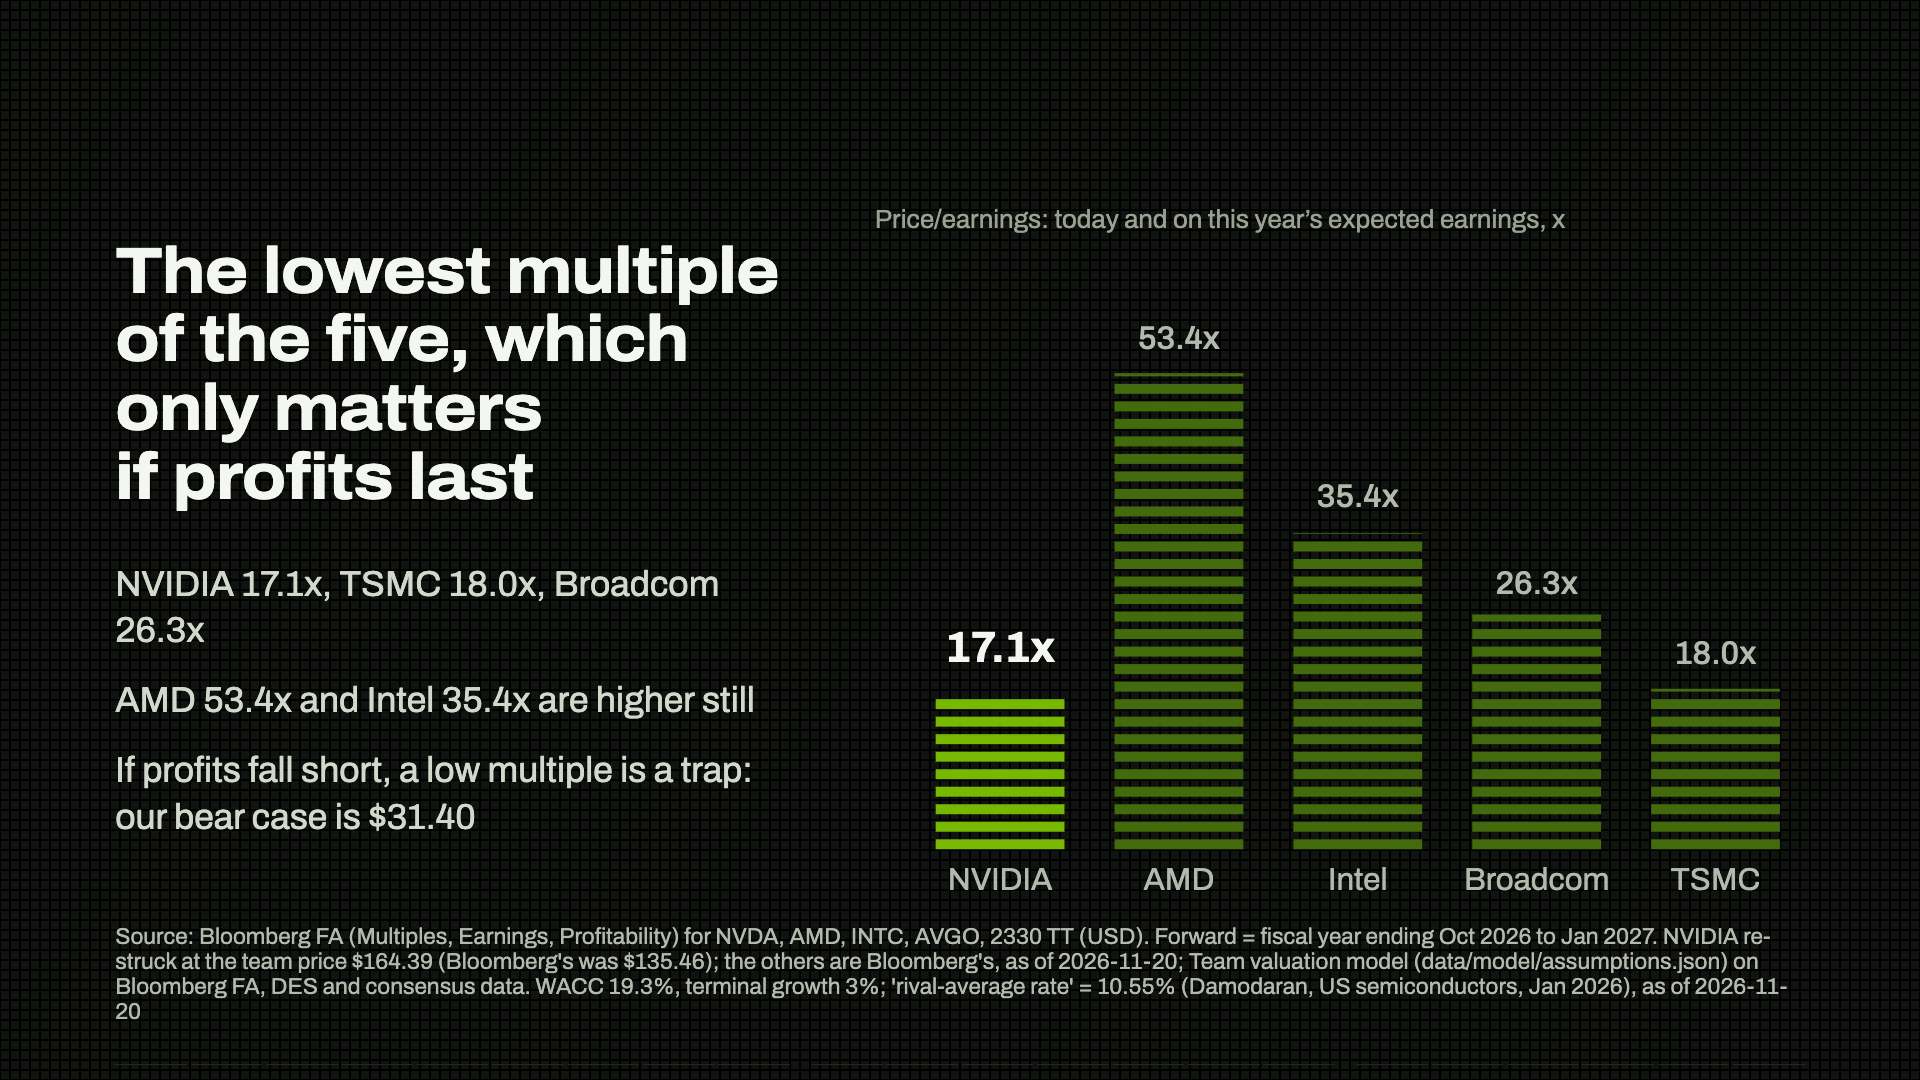 The lowest multiple
of the five, which
only matters
if profits last
NVIDIA 17.1x, TSMC 18.0x, Broadcom
26.3x
AMD 53.4x and Intel 35.4x are higher still
If profits fall short, a low multiple is a trap:
our bear case is $31.40
Price/earnings: today and on this year’s expected earnings, x
17.1x
53.4x
35.4x
26.3x
18.0x
NVIDIA
AMD
Intel
Broadcom
TSMC
Source: Bloomberg FA (Multiples, Earnings, Profitability) for NVDA, AMD, INTC, AVGO, 2330 TT (USD). Forward = fiscal year ending Oct 2026 to Jan 2027. NVIDIA re-
struck at the team price $164.39 (Bloomberg's was $135.46); the others are Bloomberg's, as of 2026-11-20; Team valuation model (data/model/assumptions.json) on
Bloomberg FA, DES and consensus data. WACC 19.3%, terminal growth 3%; 'rival-average rate' = 10.55% (Damodaran, US semiconductors, Jan 2026), as of 2026-11-
20